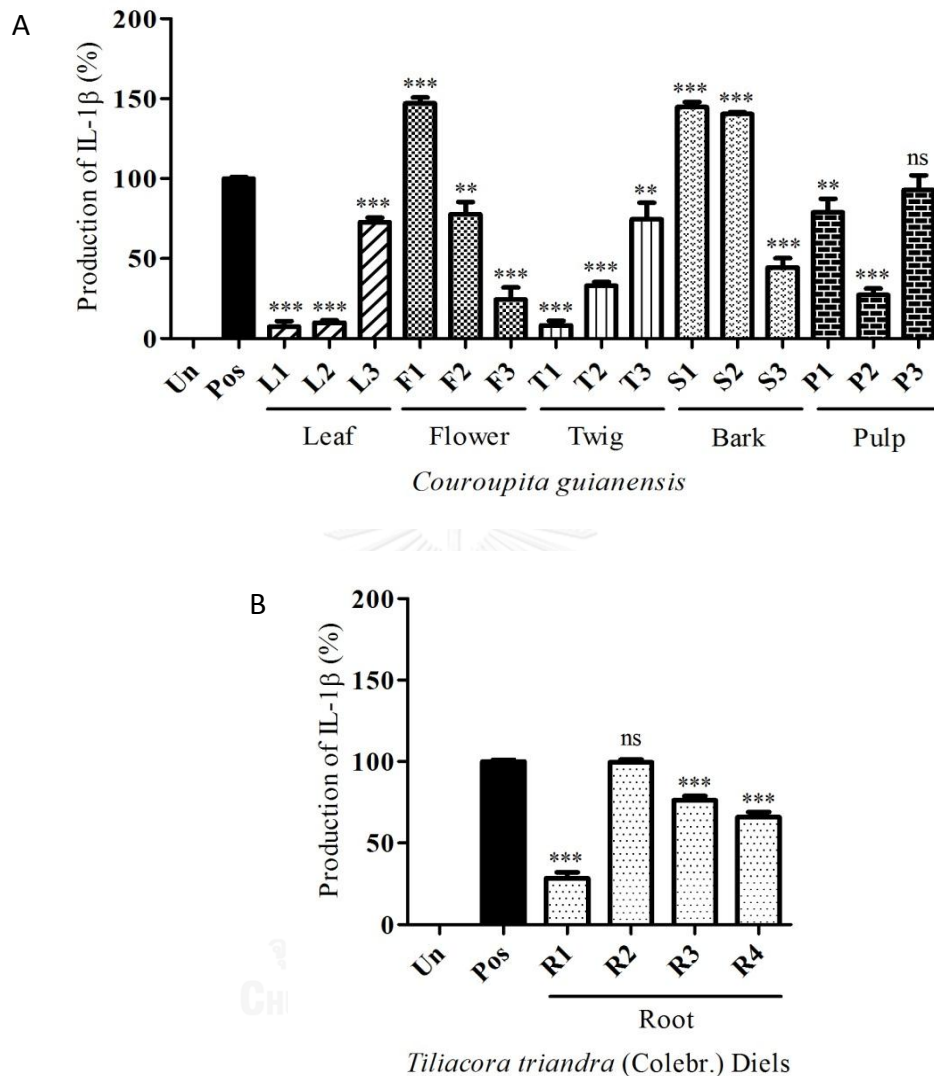 A
Production of IL-1β (%)
200
150
100
50
0
*** *** *** *** ** *** *** *** ** *** *** *** ** *** ns
Un Pos L1 L2 L3 F1 F2 F3 T1 T2 T3 S1 S2 S3 P1 P2 P3
Leaf Flower Twig Bark Pulp
Couroupita guianensis
B
Production of IL-1β (%)
200
150
100
50
0
*** ns *** ***
Un Pos R1 R2 R3 R4
Root
Tiliacora triandra (Colebr.) Diels